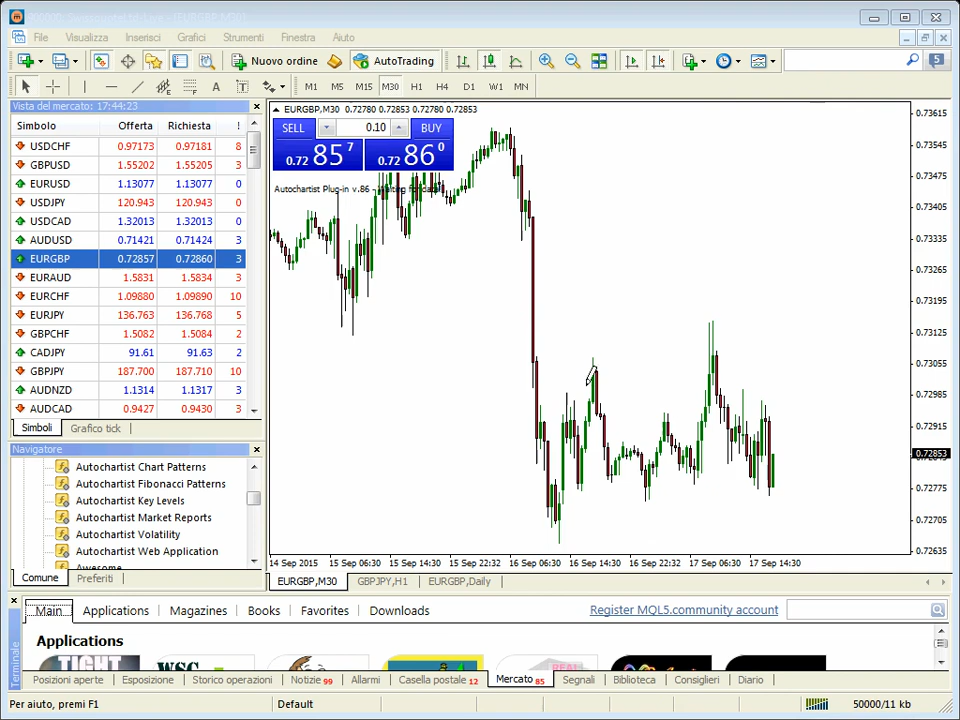 File Visualizza Inserisci Grafici Strumenti Finestra Aiuto
Nuovo ordine AutoTrading 5
A T M1 M5 M15 M30 H1 H4 D1 W1 MN
Vista del mercato: 17:44:23
Simbolo Offerta Richiesta !
USDCHF 0.97173 0.97181 8
GBPUSD 1.55202 1.55205 3
EURUSD 1.13077 1.13077 0
USDJPY 120.943 120.943 0
USDCAD 1.32013 1.32013 0
AUDUSD 0.71421 0.71424 3
EURGBP 0.72857 0.72860 3
EURAUD 1.5831 1.5834 3
EURCHF 1.09880 1.09890 10
EURJPY 136.763 136.768 5
GBPCHF 1.5082 1.5084 2
CADJPY 91.61 91.63 2
GBPJPY 187.700 187.710 10
AUDNZD 1.1314 1.1317 3
AUDCAD 0.9427 0.9430 3
Simboli Grafico tick
Navigatore
Autochartist Chart Patterns
Autochartist Fibonacci Patterns
Autochartist Key Levels
Autochartist Market Reports
Autochartist Volatility
Autochartist Web Application
Awesome
Comune Preferiti
EURGBP,M30 0.72780 0.72853 0.72780 0.72853
SELL 0.10 BUY
0.72 85 7 0.72 86 0
Autochartist Plug-in v.86 - Waiting for data
0.73615
0.73545
0.73475
0.73405
0.73335
0.73265
0.73195
0.73125
0.73055
0.72985
0.72915
0.72853
0.72775
0.72705
0.72635
14 Sep 2015 15 Sep 06:30 15 Sep 14:30 15 Sep 22:32 16 Sep 06:30 16 Sep 14:30 16 Sep 22:32 17 Sep 06:30 17 Sep 14:30
EURGBP,M30 GBPJPY,H1 EURGBP,Daily
Main Applications Magazines Books Favorites Downloads Register MQL5.community account
Applications
TIGHT WSC REAL
Terminale
Posizioni aperte Esposizione Storico operazioni Notizie 99 Allarmi Casella postale 12 Mercato 85 Segnali Biblioteca Consiglieri Diario
Per aiuto, premi F1 Default 50000/11 kb